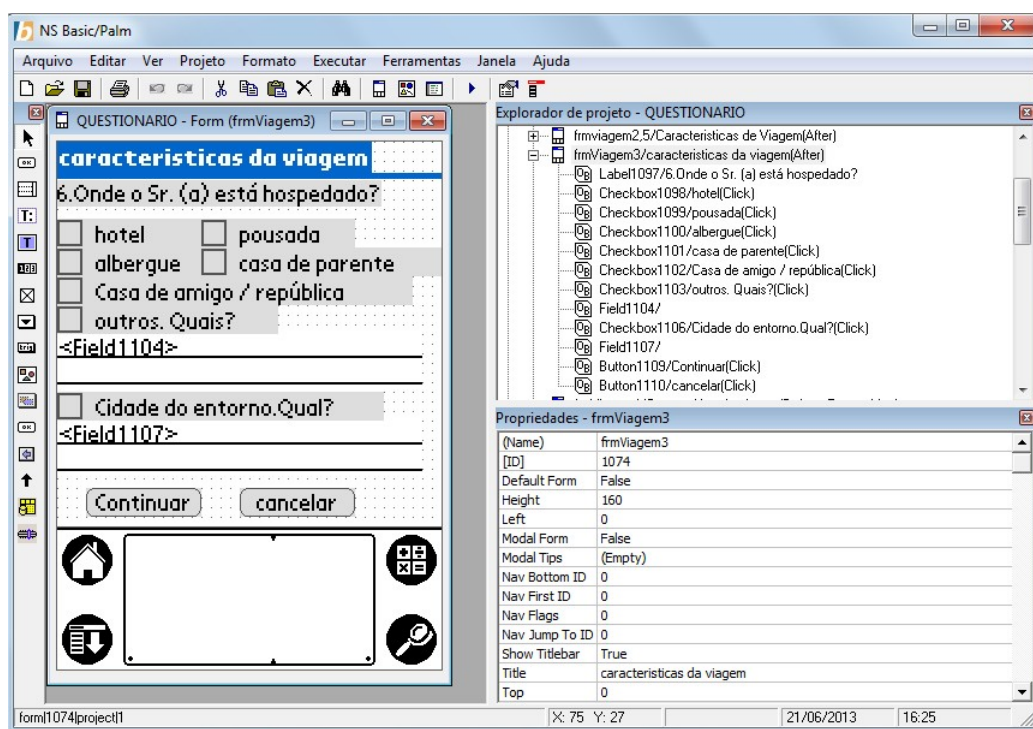 NS Basic/Palm
Arquivo Editar Ver Projeto Formato Executar Ferramentas Janela Ajuda
QUESTIONARIO - Form (frmViagem3)
caracteristicas da viagem
6.Onde o Sr. (a) está hospedado?
hotel pousada
albergue casa de parente
Casa de amigo / república
outros. Quais?
<Field1104>
Cidade do entorno.Qual?
<Field1107>
Continuar cancelar
Explorador de projeto - QUESTIONARIO
frmviagem2,5/Caracteristicas de Viagem(After)
frmViagem3/caracteristicas da viagem(After)
Label1097/6.Onde o Sr. (a) está hospedado?
Checkbox1098/hotel(Click)
Checkbox1099/pousada(Click)
Checkbox1100/albergue(Click)
Checkbox1101/casa de parente(Click)
Checkbox1102/Casa de amigo / república(Click)
Checkbox1103/outros. Quais?(Click)
Field1104/
Checkbox1106/Cidade do entorno.Qual?(Click)
Field1107/
Button1109/Continuar(Click)
Button1110/cancelar(Click)
Propriedades - frmViagem3
(Name) frmViagem3
[ID] 1074
Default Form False
Height 160
Left 0
Modal Form False
Modal Tips (Empty)
Nav Bottom ID 0
Nav First ID 0
Nav Flags 0
Nav Jump To ID 0
Show Titlebar True
Title caracteristicas da viagem
Top 0
form|1074|project|1 X: 75 Y: 27 21/06/2013 16:25